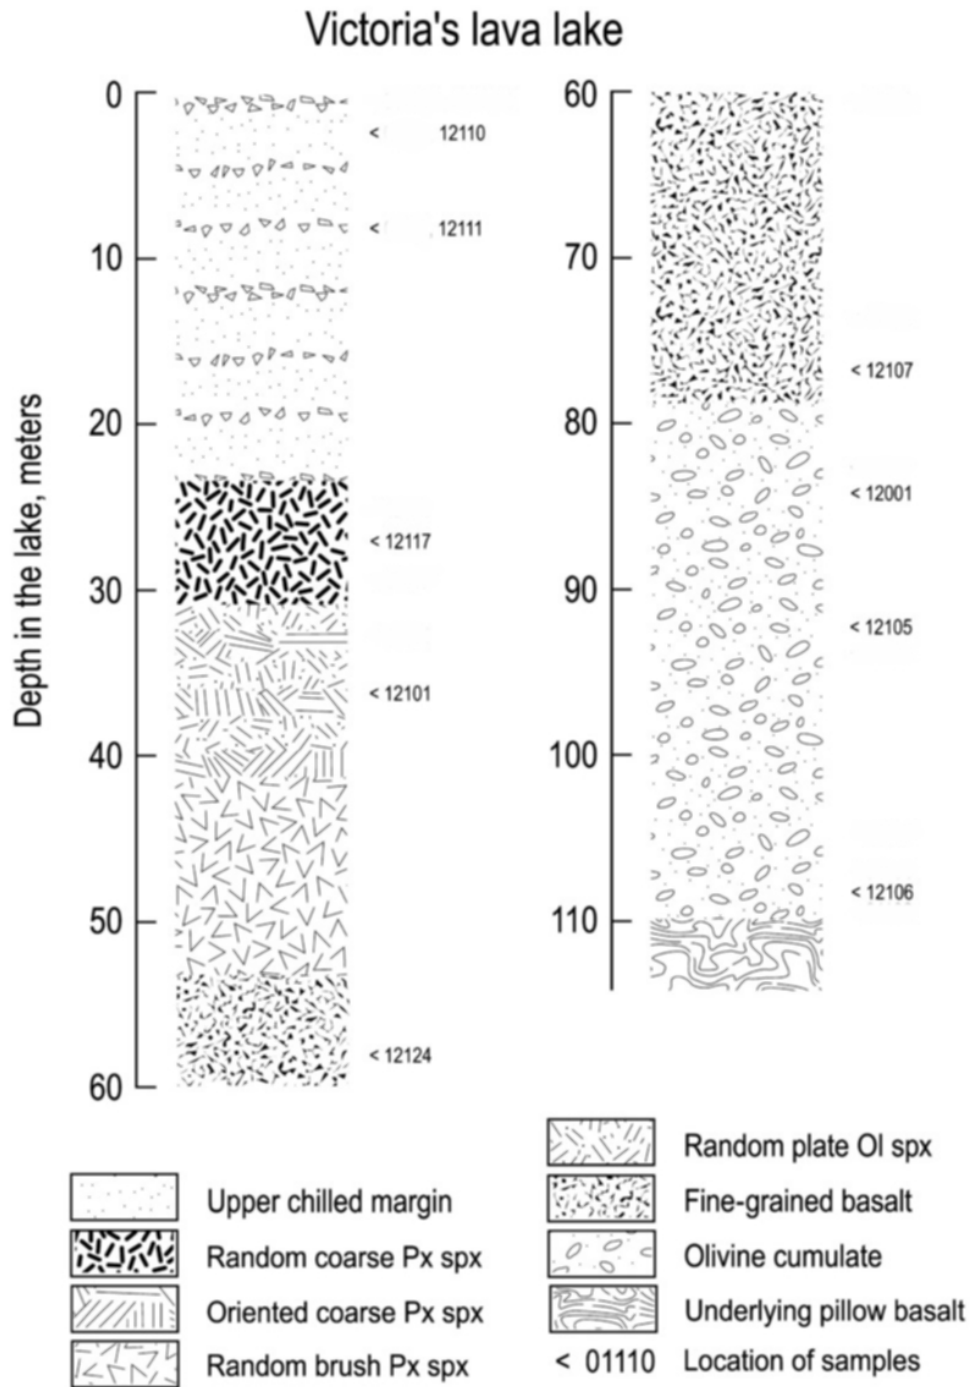 Victoria's lava lake
Depth in the lake, meters
0
< 12110
< 12111
10
20
< 12117
30
< 12101
40
50
< 12124
60
60
70
< 12107
80
< 12001
90
< 12105
100
< 12106
110
Upper chilled margin
Random coarse Px spx
Oriented coarse Px spx
Random brush Px spx
Random plate Ol spx
Fine-grained basalt
Olivine cumulate
Underlying pillow basalt
< 01110 Location of samples